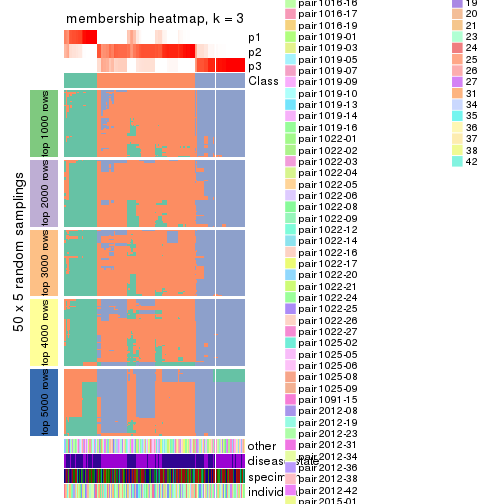 membership heatmap, k = 3
p1
p2
p3
Class
50 x 5 random samplings
top 1000 rows
top 2000 rows
top 3000 rows
top 4000 rows
top 5000 rows
other
individ
pair1016-16
pair1016-17
pair1019-01
pair1019-03
pair1019-05
pair1019-07
pair1019-09
pair1019-10
pair1019-13
pair1019-14
pair1019-16
pair1022-01
pair1022-02
pair1022-03
pair1022-04
pair1022-05
pair1022-06
pair1022-08
pair1022-09
pair1022-12
pair1022-14
pair1022-16
pair1022-17
pair1022-20
pair1022-21
pair1022-24
pair1022-25
pair1022-26
pair1022-27
pair1025-02
pair1025-05
pair1025-06
pair1025-08
pair1025-09
pair1091-15
pair2012-08
pair2012-19
pair2012-23
pair2012-31
pair2012-34
pair2012-36
pair2012-38
pair2012-42
pair2015-01
19
20
21
23
24
25
26
27
31
34
35
36
37
38
42